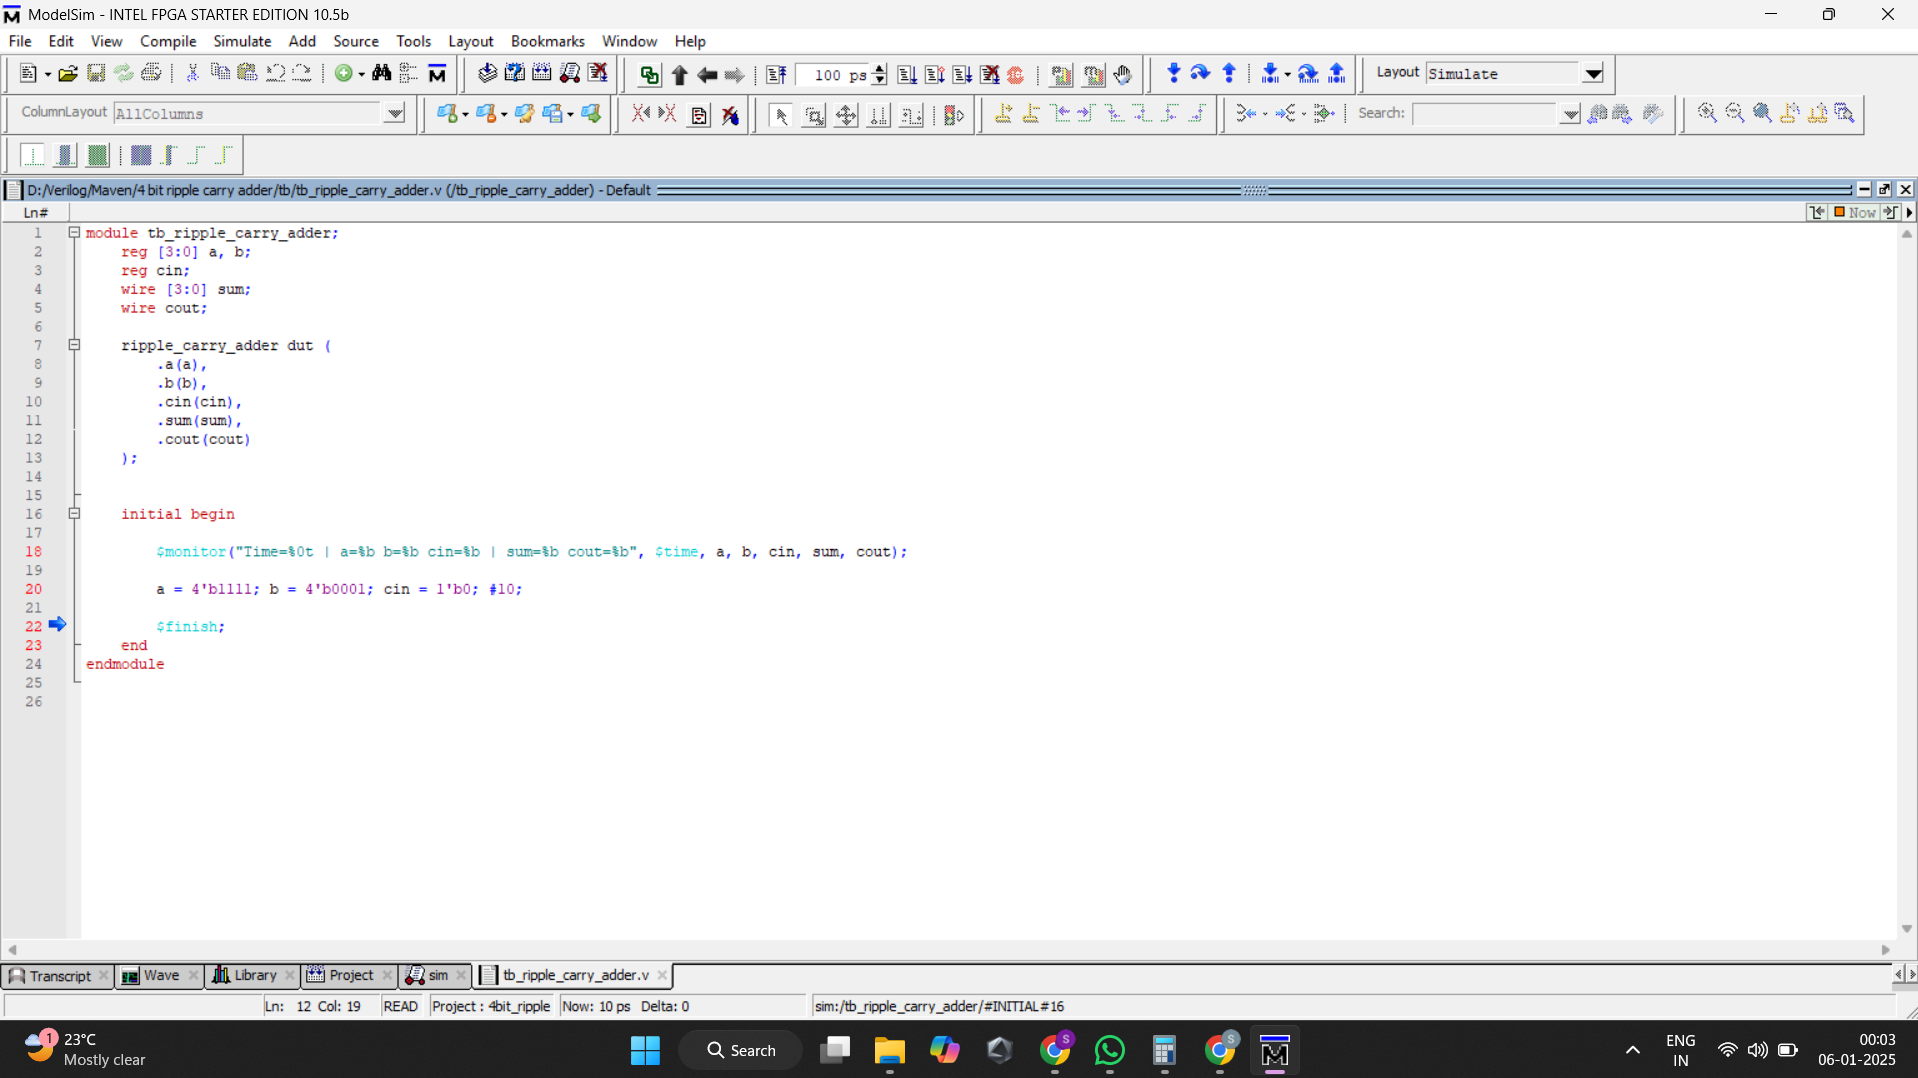 ModelSim - INTEL FPGA STARTER EDITION 10.5b
File Edit View Compile Simulate Add Source Tools Layout Bookmarks Window Help
100 ps
Layout Simulate
ColumnLayout AllColumns
Search:
D:/Verilog/Maven/4 bit ripple carry adder/tb/tb_ripple_carry_adder.v (/tb_ripple_carry_adder) - Default
Ln#
Now
1 module tb_ripple_carry_adder;
2 reg [3:0] a, b;
3 reg cin;
4 wire [3:0] sum;
5 wire cout;
6
7 ripple_carry_adder dut (
8 .a(a),
9 .b(b),
10 .cin(cin),
11 .sum(sum),
12 .cout(cout)
13 );
14
15
16 initial begin
17
18 $monitor("Time=%0t | a=%b b=%b cin=%b | sum=%b cout=%b", $time, a, b, cin, sum, cout);
19
20 a = 4'b1111; b = 4'b0001; cin = 1'b0; #10;
21
22 $finish;
23 end
24 endmodule
25
26
Transcript Wave Library Project sim tb_ripple_carry_adder.v
Ln: 12 Col: 19 READ Project : 4bit_ripple Now: 10 ps Delta: 0 sim:/tb_ripple_carry_adder/#INITIAL#16
1
23°C
Mostly clear
Search
S
S
ENG
IN
00:03
06-01-2025